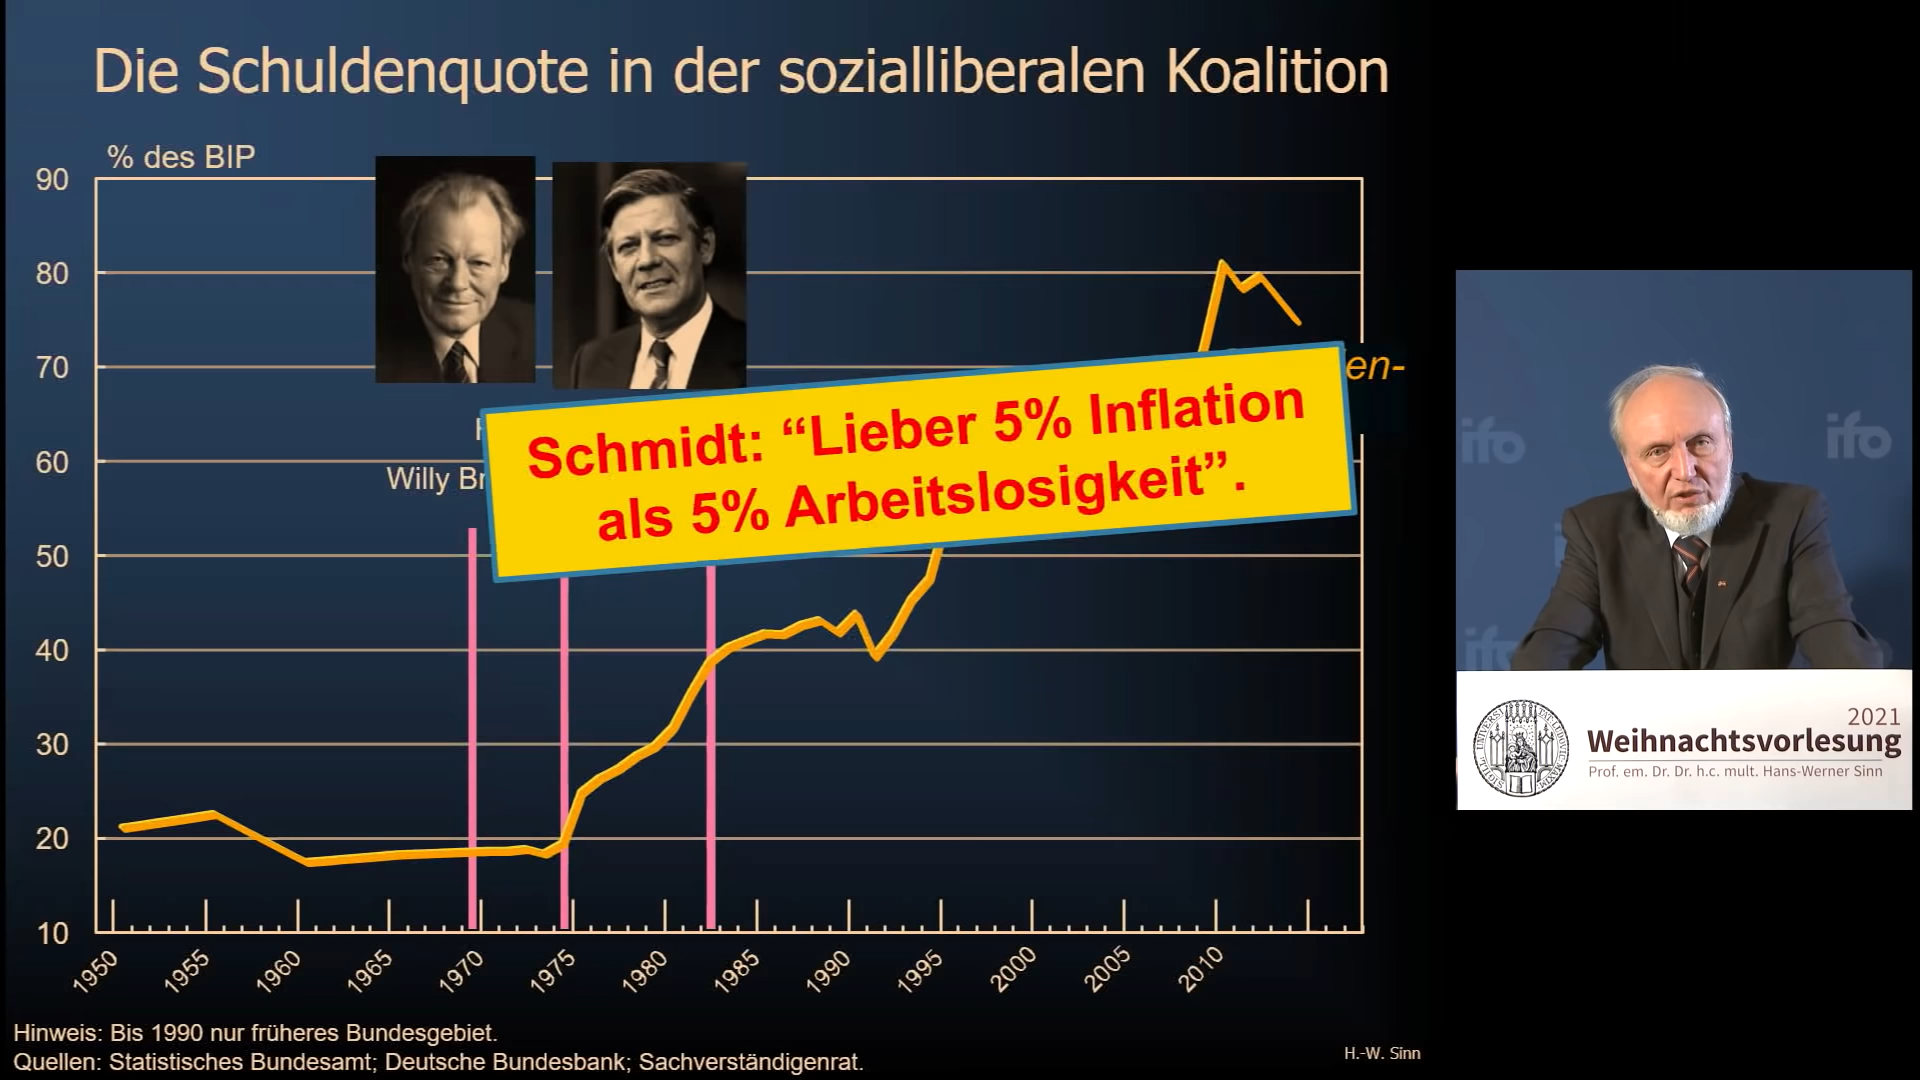 Die Schuldenquote in der sozialliberalen Koalition
% des BIP
90
80
70
60
50
40
30
20
10
en-
Willy
Schmidt: “Lieber 5% Inflation
als 5% Arbeitslosigkeit”.
1950
1955
1960
1965
1970
1975
1980
1985
1990
1995
2000
2005
2010
Hinweis: Bis 1990 nur früheres Bundesgebiet.
Quellen: Statistisches Bundesamt; Deutsche Bundesbank; Sachverständigenrat.
H.-W. Sinn
ifo
ifo
ifo
2021
Weihnachtsvorlesung
Prof. em. Dr. Dr. h.c. mult. Hans-Werner Sinn